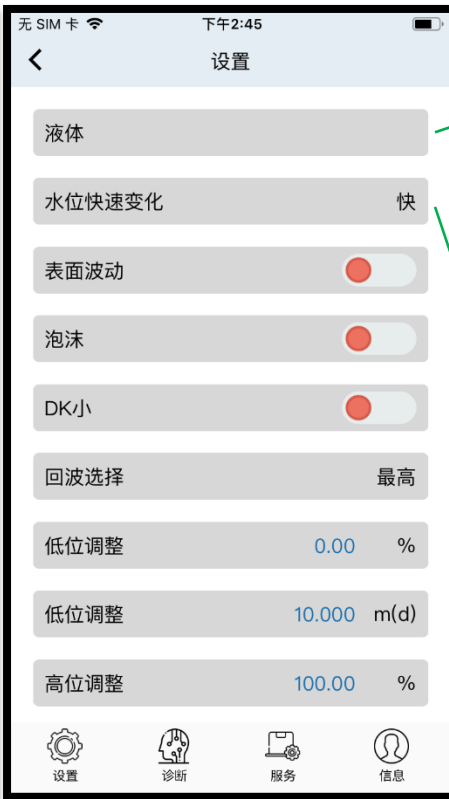 无 SIM 卡 下午2:45
设置
液体
水位快速变化 快
表面波动
泡沫
DK小
回波选择 最高
低位调整 0.00 %
低位调整 10.000 m(d)
高位调整 100.00 %
设置 诊断 服务 信息